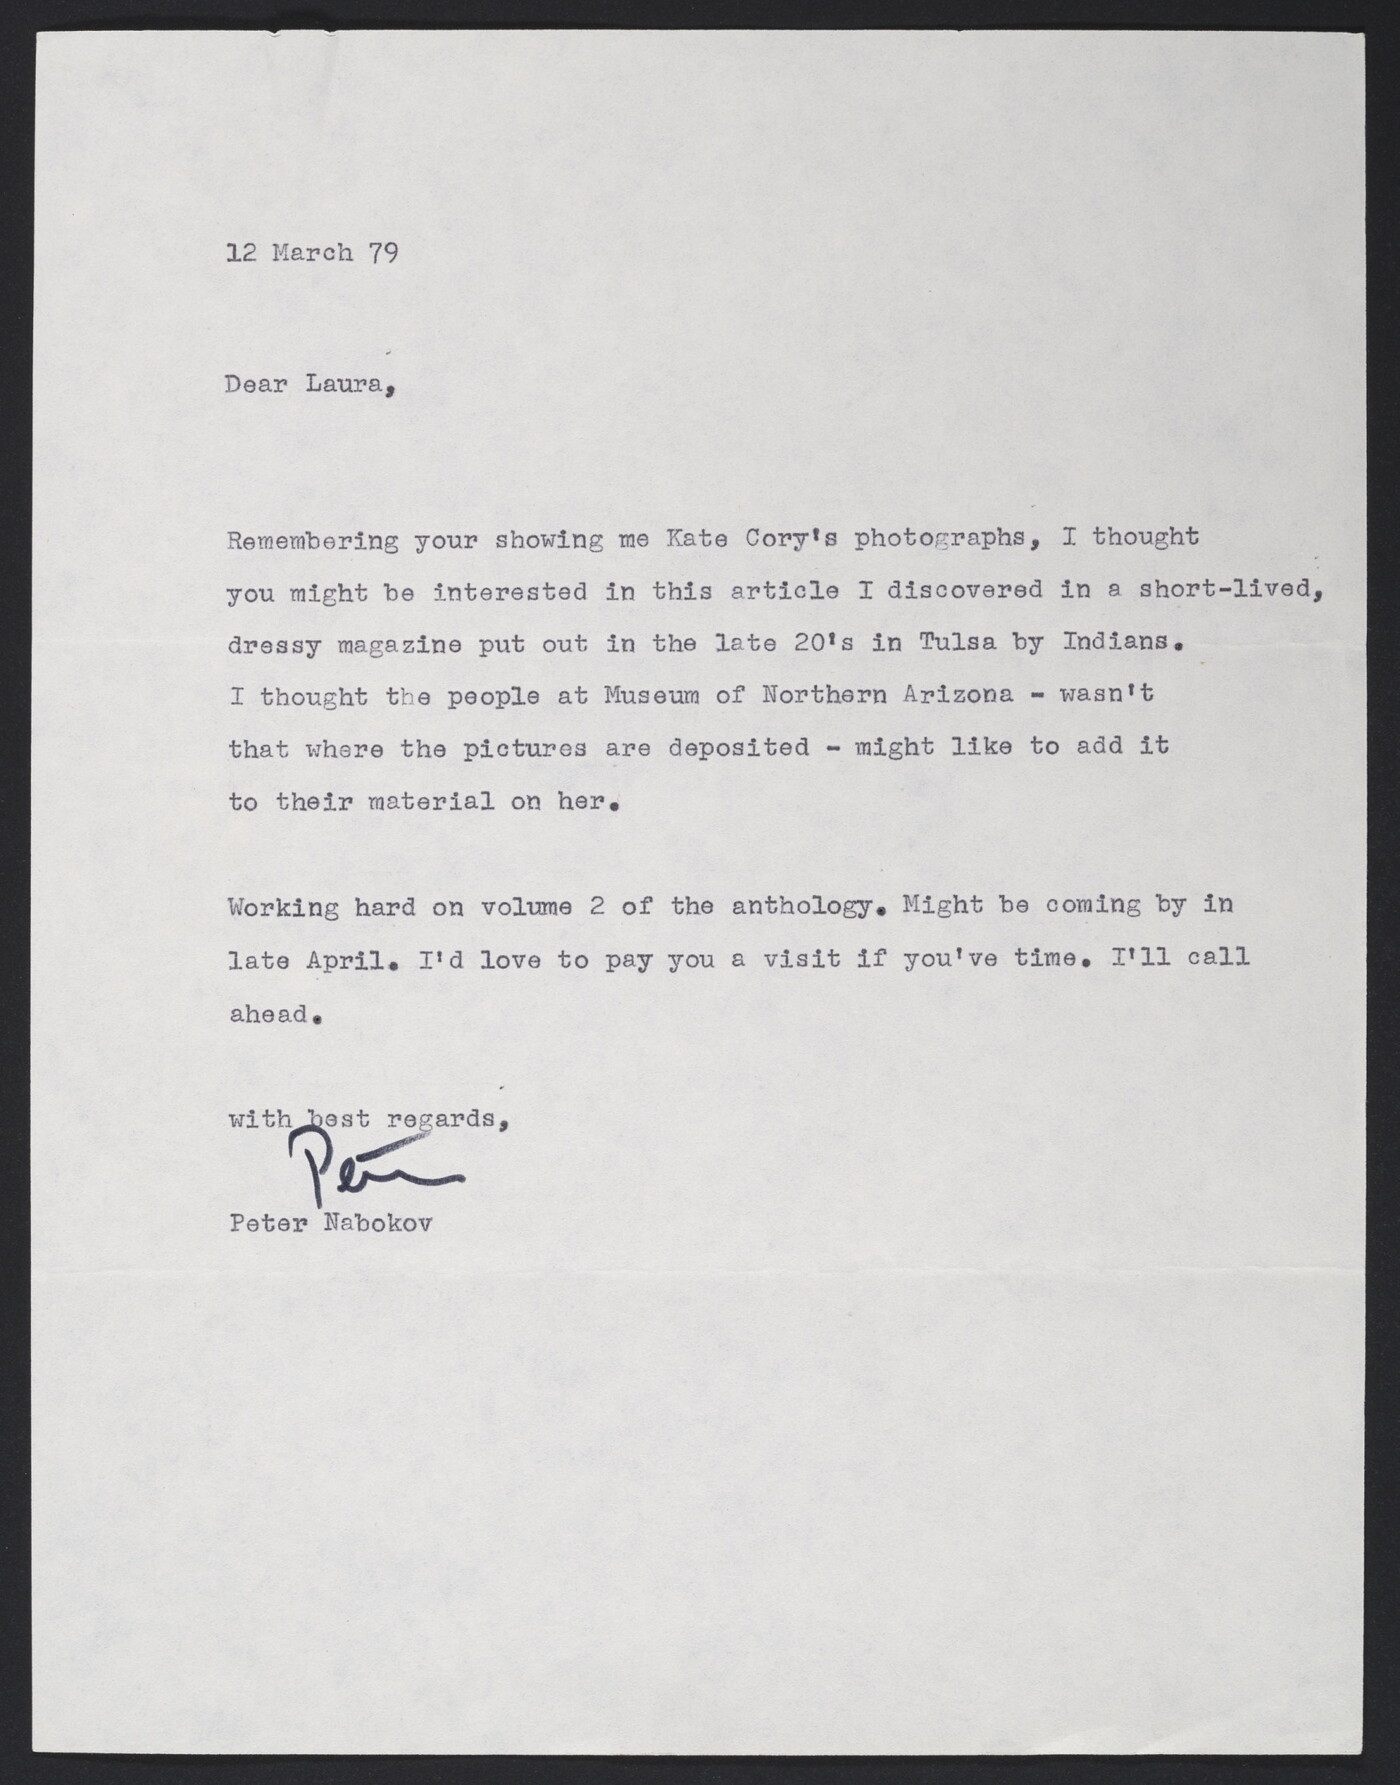 12 March 79
Dear Laura,
Remembering your showing me Kate Cory's photographs, I thought
you might be interested in this article I discovered in a short-lived,
dressy magazine put out in the late 20's in Tulsa by Indians.
I thought the people at Museum of Northern Arizona - wasn't
that where the pictures are deposited - might like to add it
to their material on her.
Working hard on volume 2 of the anthology. Might be coming by in
late April. I'd love to pay you a visit if you've time. I'll call
ahead.
with best regards,
Peter
Peter Nabokov